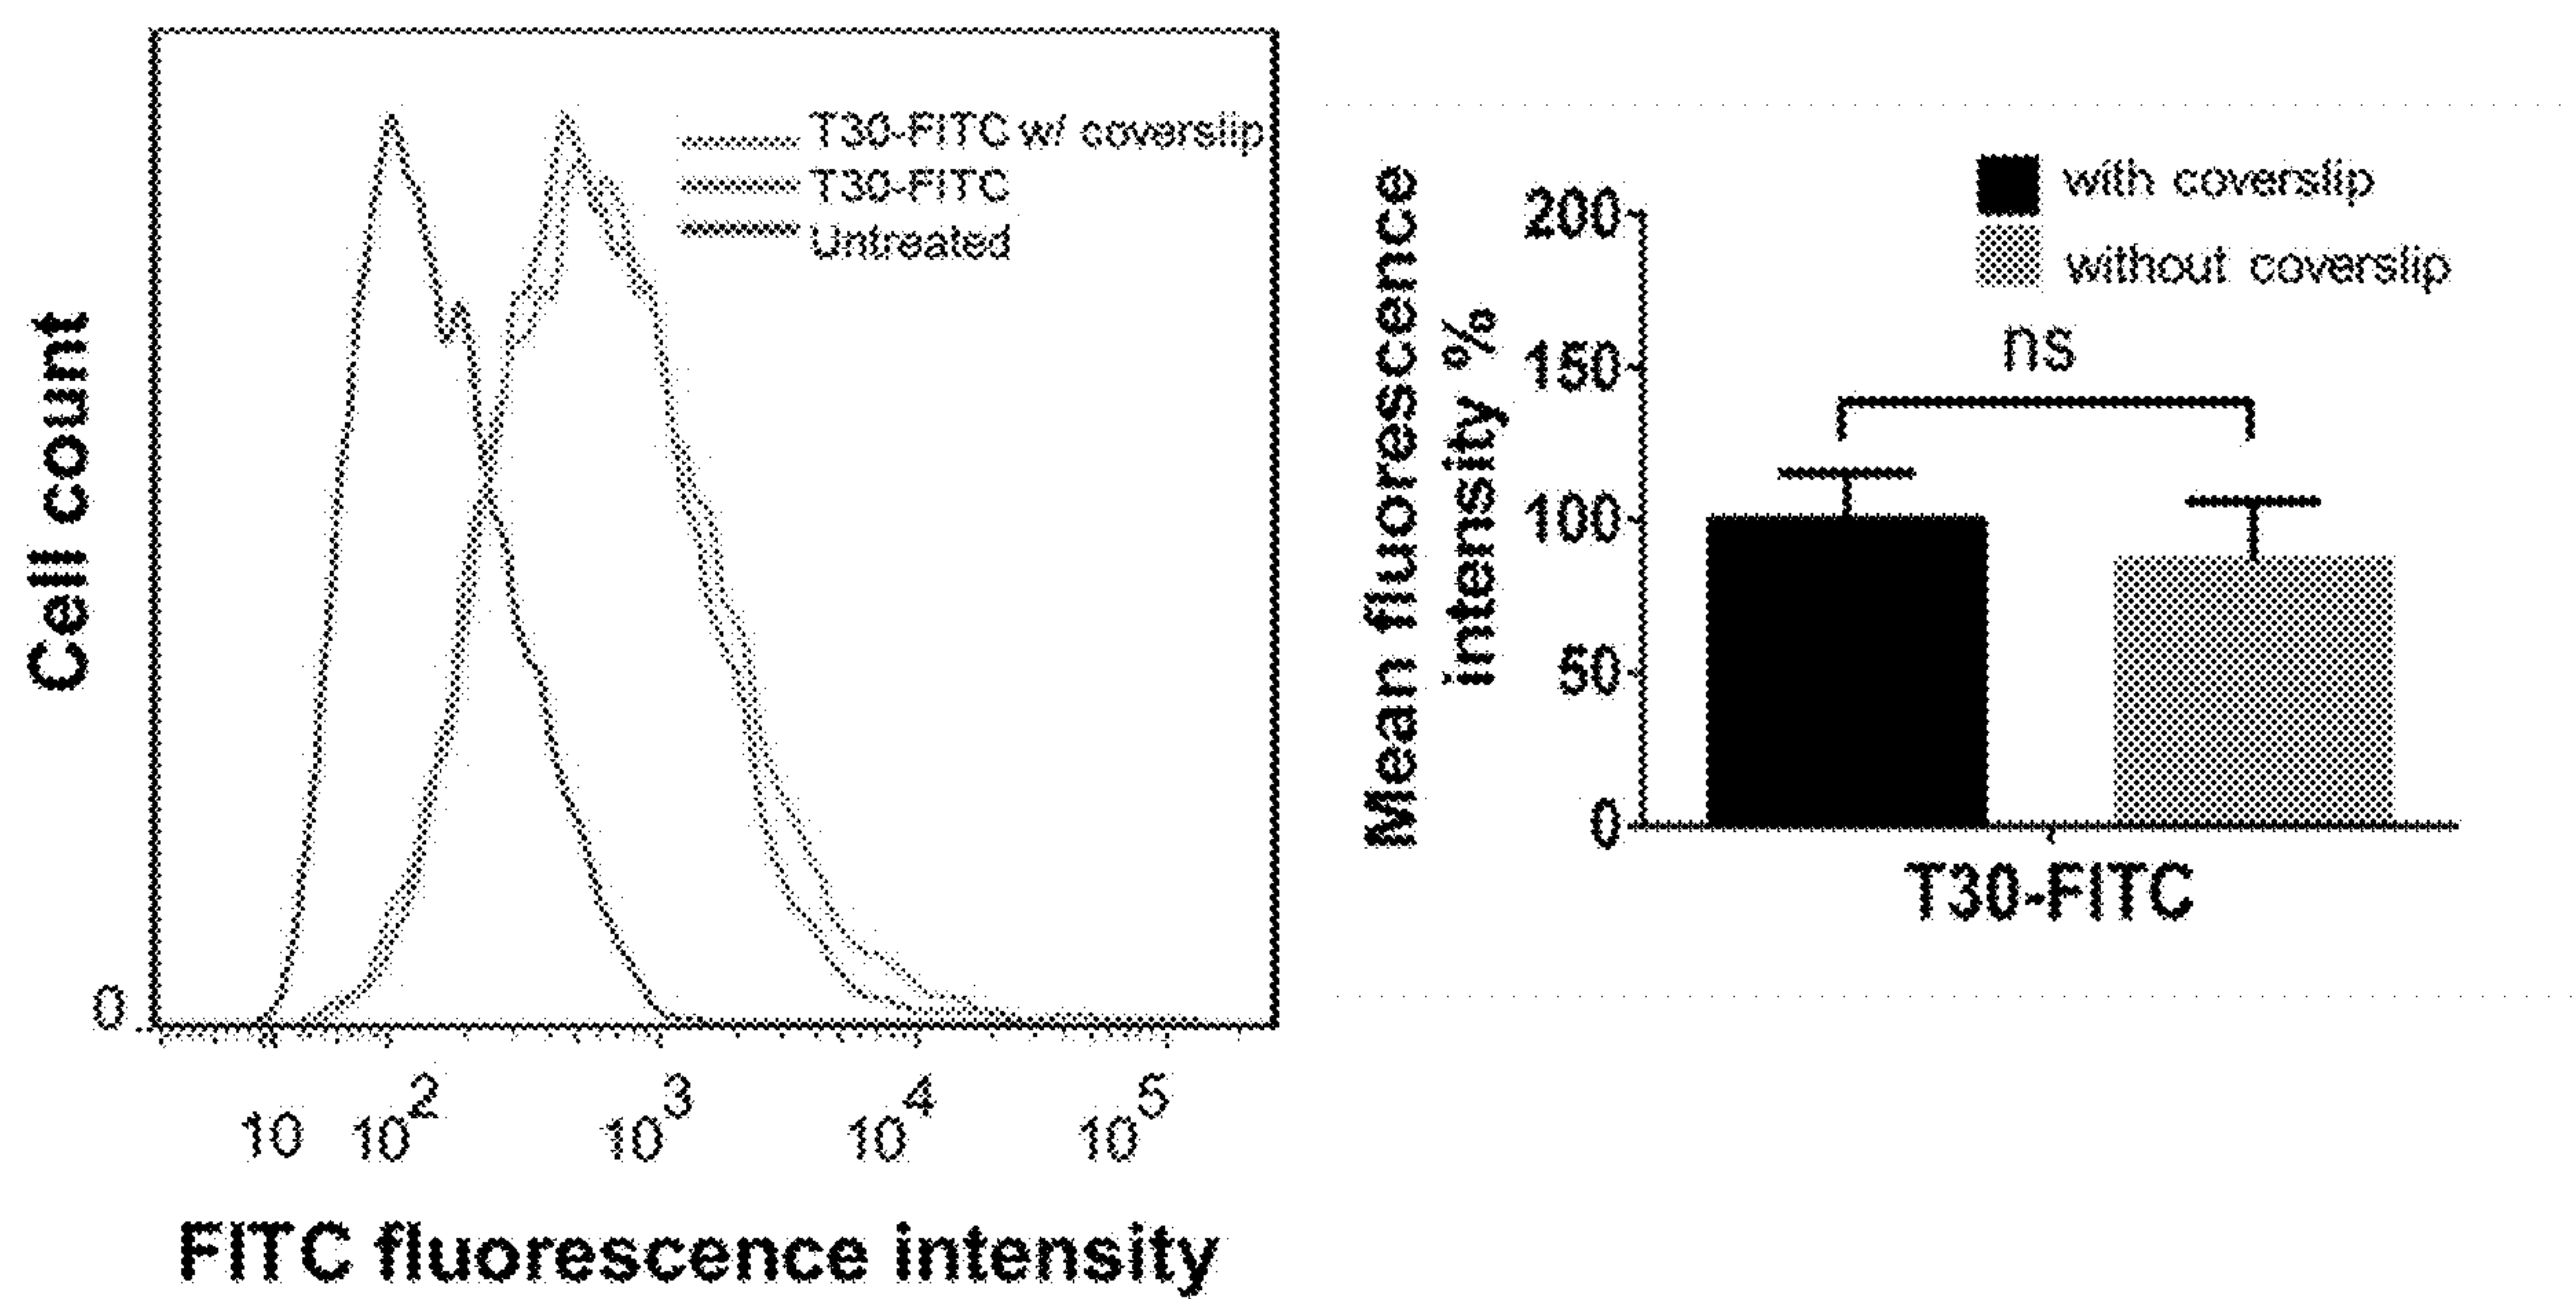 T30-FITC w/ coverslip
T30-FITC
Untreated
Cell count
0
10 10^2 10^3 10^4 10^5
FITC fluorescence intensity
with coverslip
without coverslip
ns
Mean fluorescence
intensity %
200
150
100
50
0
T30-FITC